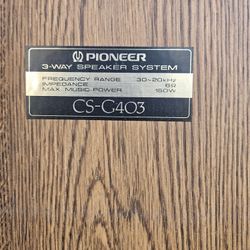 PIONEER
3-WAY SPEAKER SYSTEM
FREQUENCY RANGE 30~20kHz
IMPEDANCE 6Ω
MAX. MUSIC POWER 150W
CS-G403